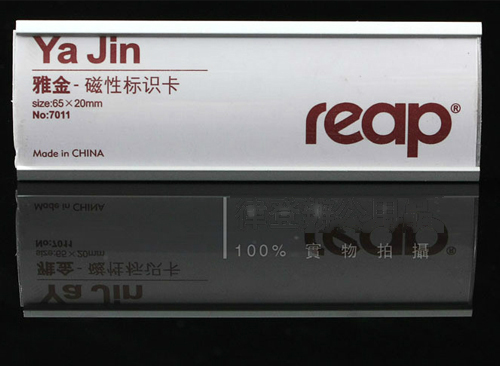 Ya Jin
雅金 - 磁性标识卡
size:65×20mm
No:7011
reap®
Made in CHINA
100% 實物拍攝